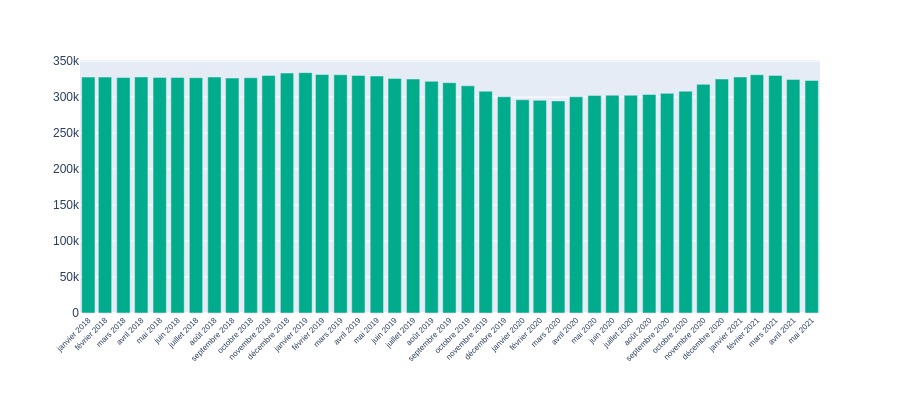 350k
300k
250k
200k
150k
100k
50k
0
janvier 2018
février 2018
mars 2018
avril 2018
mai 2018
juin 2018
juillet 2018
août 2018
septembre 2018
octobre 2018
novembre 2018
décembre 2018
janvier 2019
février 2019
mars 2019
avril 2019
mai 2019
juin 2019
juillet 2019
août 2019
septembre 2019
octobre 2019
novembre 2019
décembre 2019
janvier 2020
février 2020
mars 2020
avril 2020
mai 2020
juin 2020
juillet 2020
août 2020
septembre 2020
octobre 2020
novembre 2020
décembre 2020
janvier 2021
février 2021
mars 2021
avril 2021
mai 2021